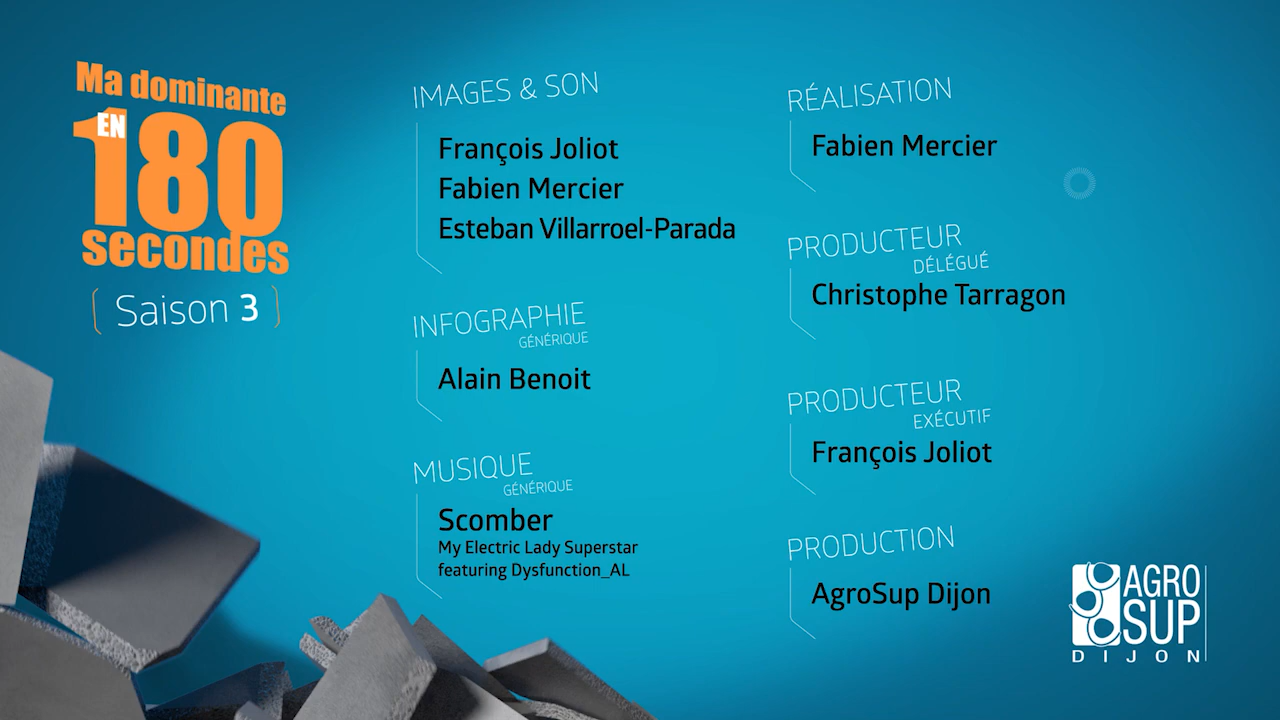 Ma dominante
EN
180
secondes
Saison 3
IMAGES & SON
François Joliot
Fabien Mercier
Esteban Villarroel-Parada
INFOGRAPHIE
GÉNÉRIQUE
Alain Benoit
MUSIQUE
GÉNÉRIQUE
Scomber
My Electric Lady Superstar
featuring Dysfunction_AL
RÉALISATION
Fabien Mercier
PRODUCTEUR
DÉLÉGUÉ
Christophe Tarragon
PRODUCTEUR
EXÉCUTIF
François Joliot
PRODUCTION
AgroSup Dijon
AGRO
SUP
DIJON